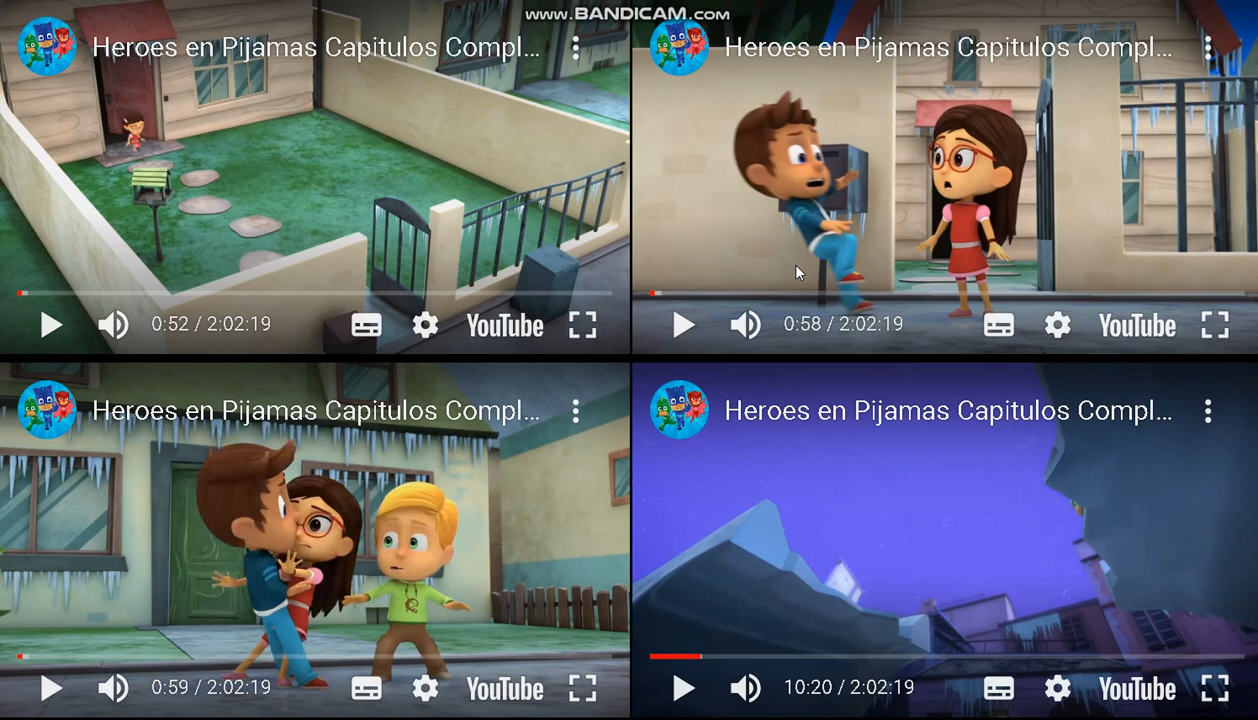 www.BANDICAM.com
Heroes en Pijamas Capitulos Compl...
Heroes en Pijamas Capitulos Compl...
0:52 / 2:02:19
YouTube
0:58 / 2:02:19
YouTube
Heroes en Pijamas Capitulos Compl...
Heroes en Pijamas Capitulos Compl...
0:59 / 2:02:19
YouTube
10:20 / 2:02:19
YouTube